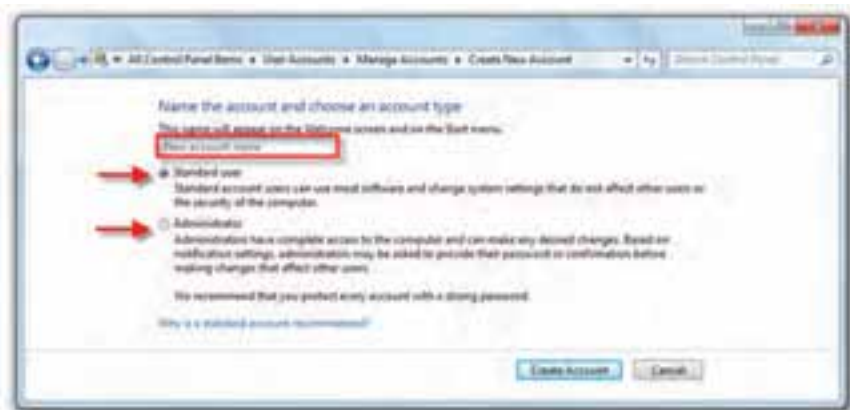 All Control Panel Items ▸ User Accounts ▸ Manage Accounts ▸ Create New Account
Search Control Panel
Name the account and choose an account type
This name will appear on the Welcome screen and on the Start menu.
New account name
Standard user
Standard account users can use most software and change system settings that do not affect other users or
the security of the computer.
Administrator
Administrators have complete access to the computer and can make any desired changes. Based on
notification settings, administrators may be asked to provide their password or confirmation before
making changes that affect other users.
We recommend that you protect every account with a strong password.
Why is a standard account recommended?
Create Account
Cancel